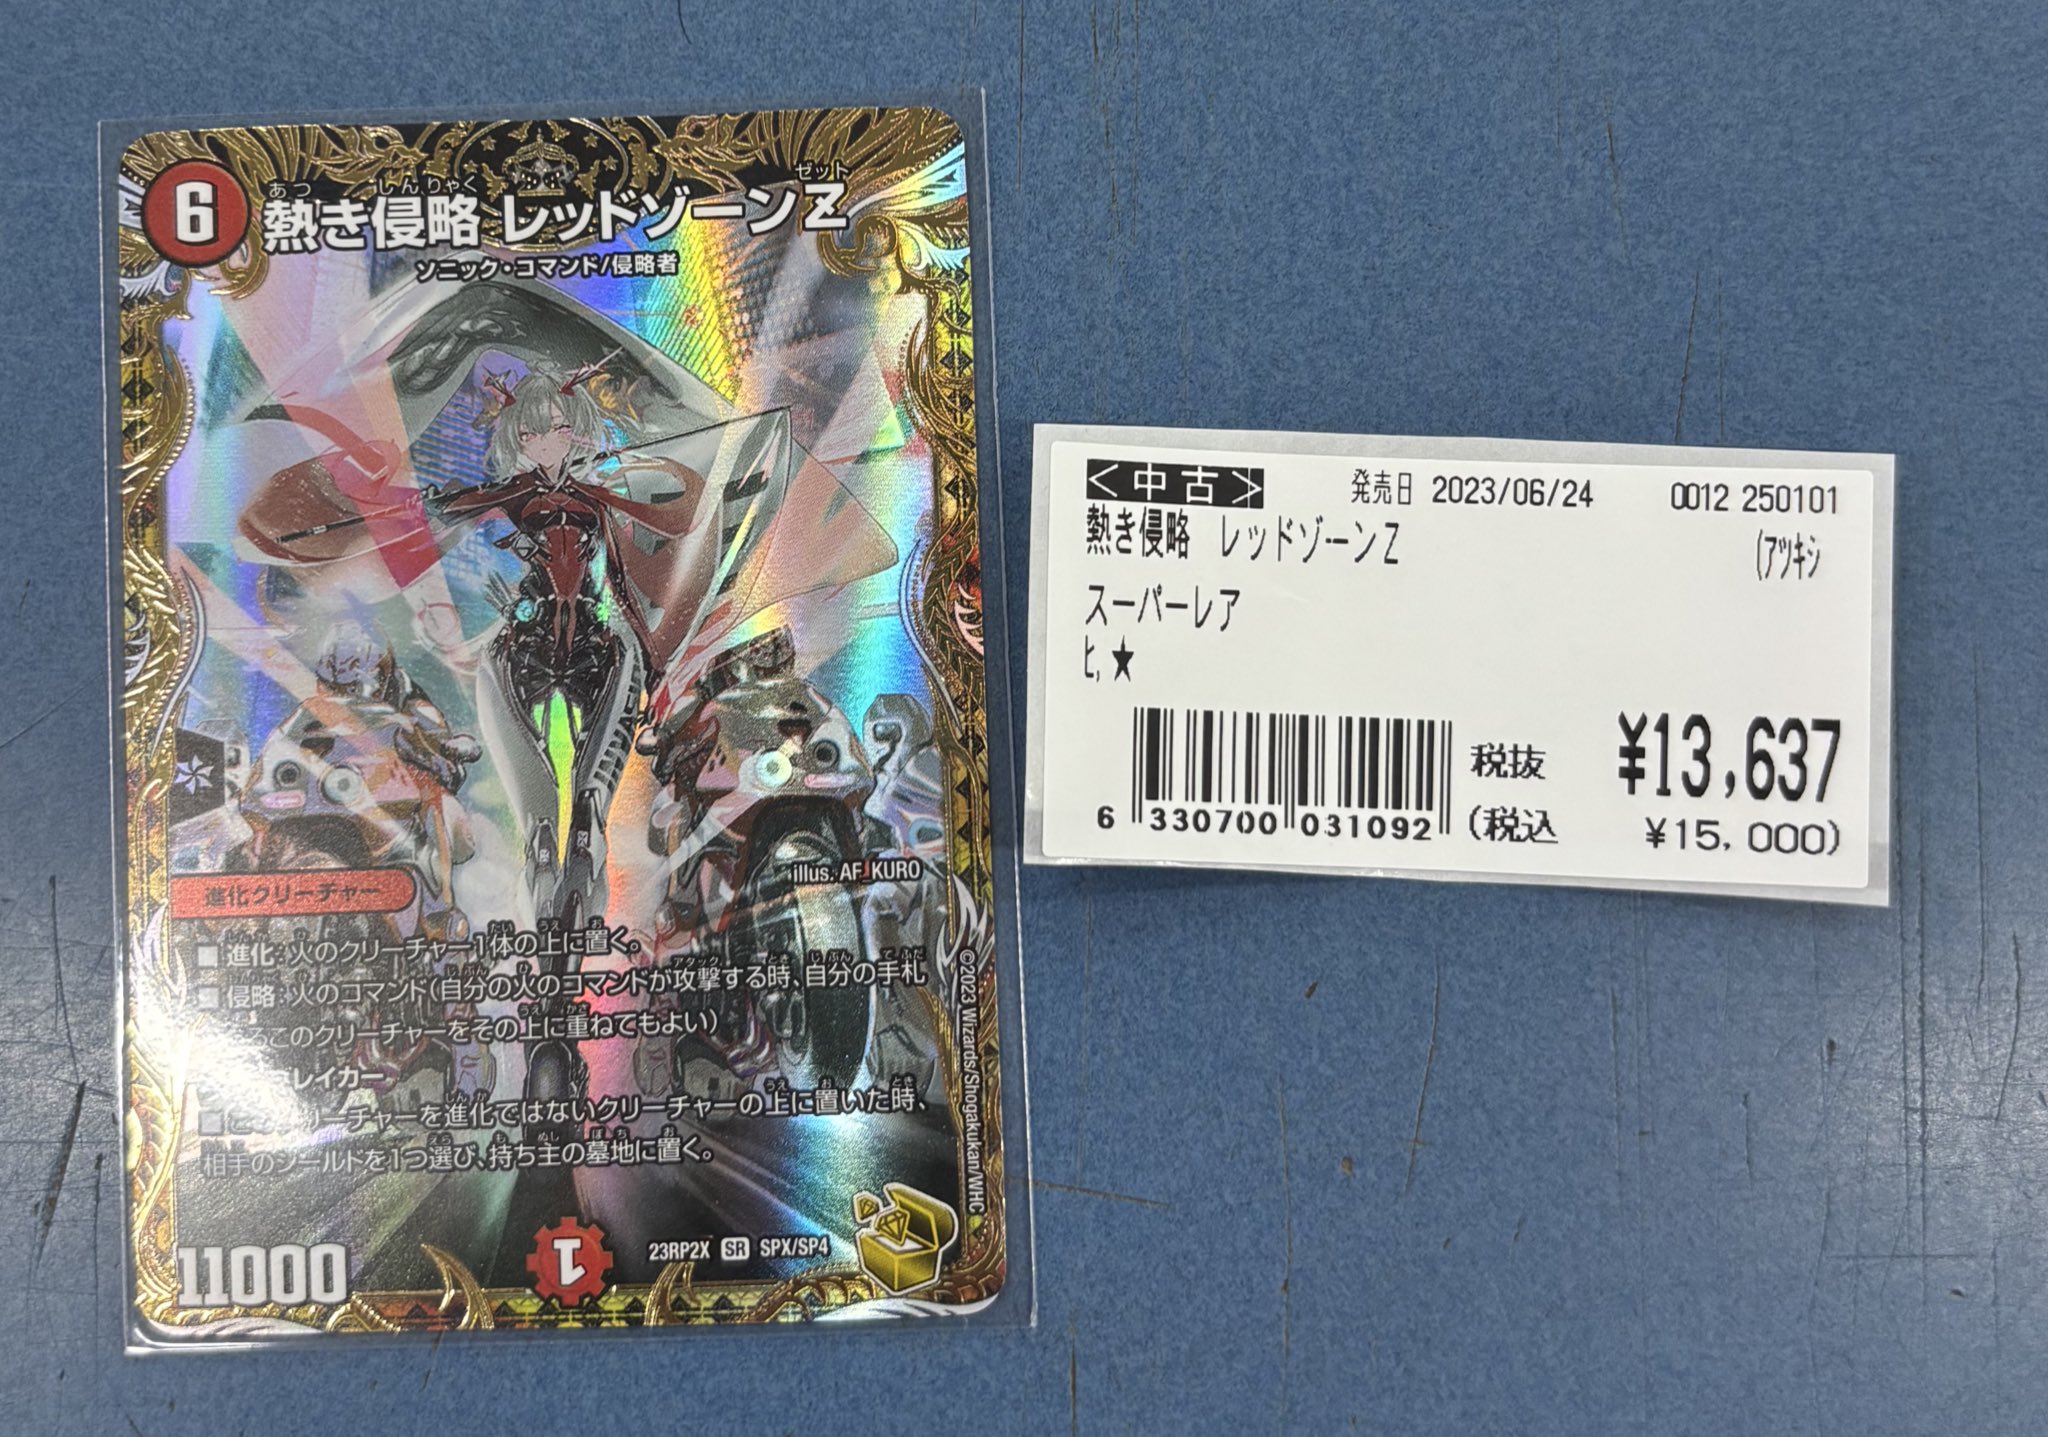 6
あつ しんりゃく ゼット
熱き侵略 レッドゾーンZ
ソニック・コマンド/侵略者
illus. AF_KURO
進化クリーチャー
■進化:火のクリーチャー1体の上に置く。
■侵略:火のコマンド(自分の火のコマンドが攻撃する時、自分の手札
このクリーチャーをその上に重ねてもよい)
レイカー
クリーチャーを進化ではないクリーチャーの上に置いた時、
相手のシールドを1つ選び、持ち主の墓地に置く。
11000
1
23RP2X SR SPX/SP4
©2023 Wizards/Shogakukan/WHC
<中古> 発売日 2023/06/24 0012 250101
熱き侵略 レッドゾーンZ (アツキシ
スーパーレア
ヒ,★
税抜 ¥13,637
6 330700 031092 (税込 ¥15,000)